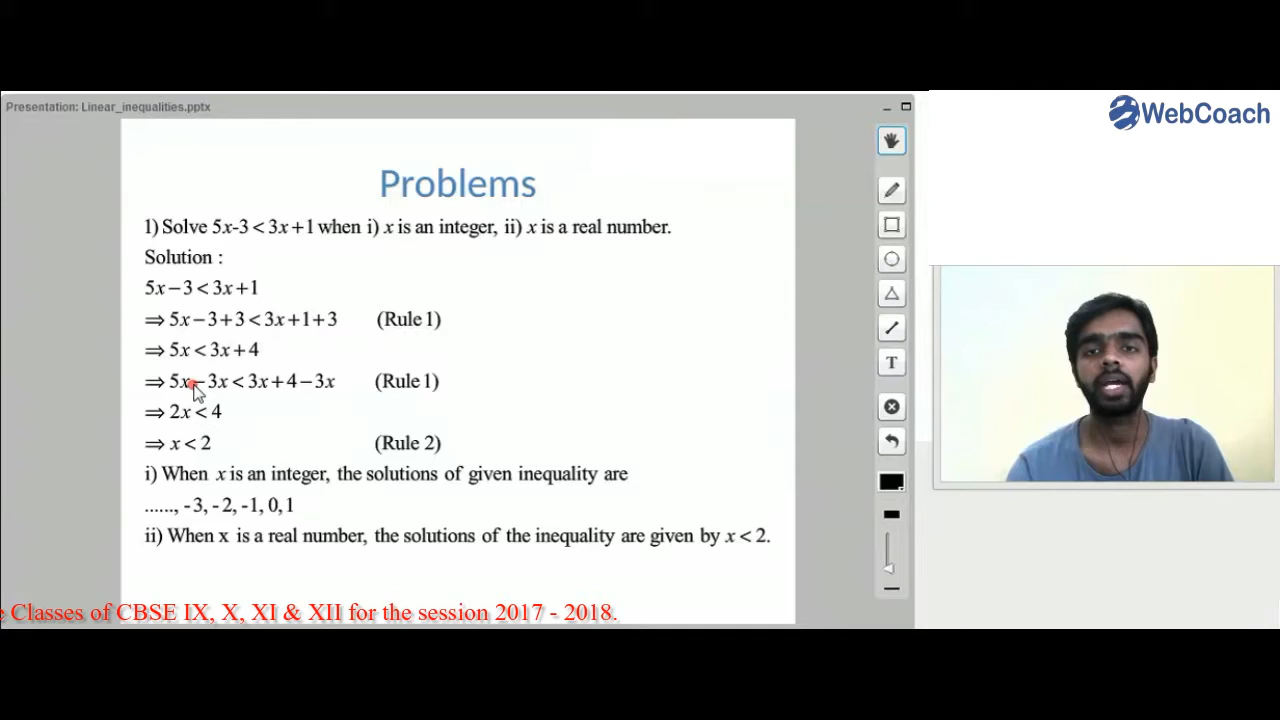 Presentation: Linear_inequalities.pptx
WebCoach
Problems
1) Solve 5x-3 < 3x+1 when i) x is an integer, ii) x is a real number.
Solution :
5x−3 < 3x+1
⇒ 5x−3+3 < 3x+1+3 (Rule 1)
⇒ 5x < 3x+4
⇒ 5x−3x < 3x+4−3x (Rule 1)
⇒ 2x < 4
⇒ x < 2 (Rule 2)
i) When x is an integer, the solutions of given inequality are
......, -3, -2, -1, 0, 1
ii) When x is a real number, the solutions of the inequality are given by x < 2.
T
Classes of CBSE IX, X, XI & XII for the session 2017 - 2018.